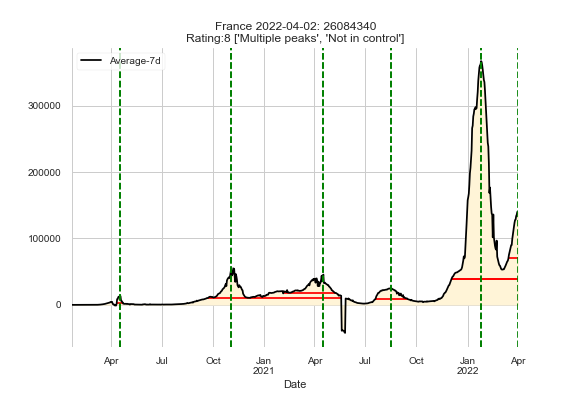 France 2022-04-02: 26084340
Rating:8 ['Multiple peaks', 'Not in control']
Average-7d
300000
200000
100000
0
Apr
Jul
Oct
Jan
2021
Apr
Jul
Oct
Jan
2022
Apr
Date